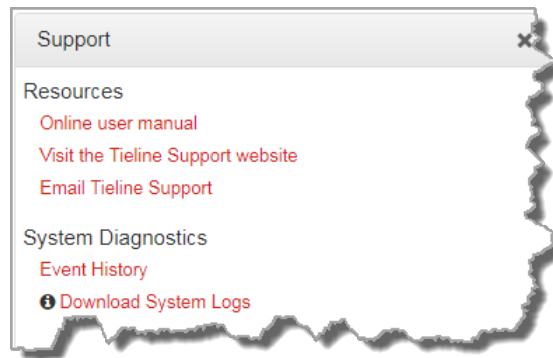 Support
Resources
Online user manual
Visit the Tieline Support website
Email Tieline Support
System Diagnostics
Event History
Download System Logs